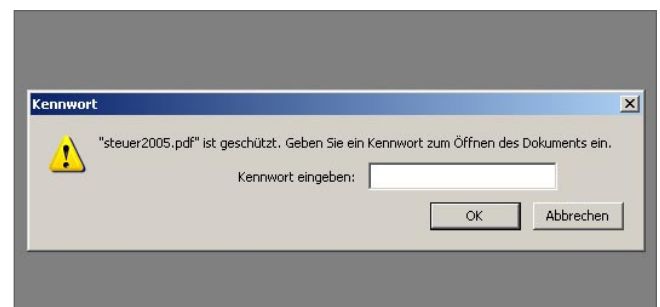 Kennwort
"steuer2005.pdf" ist geschützt. Geben Sie ein Kennwort zum Öffnen des Dokuments ein.
Kennwort eingeben:
OK Abbrechen